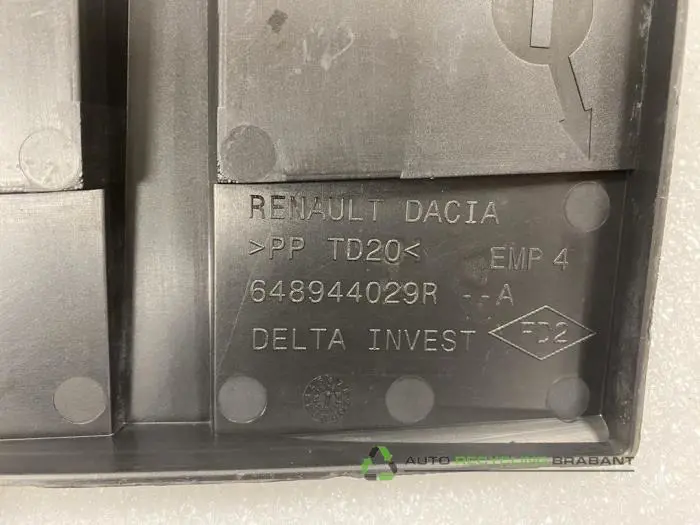 RENAULT DACIA
>PP TD20< EMP 4
648944029R --A
DELTA INVEST FD2
AUTO RECYCLING BRABANT